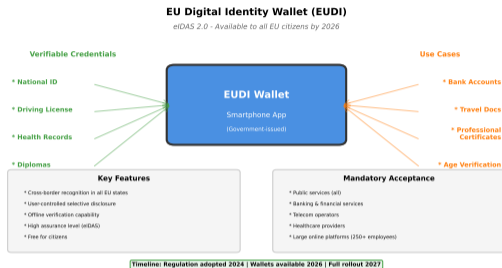 EU Digital Identity Wallet (EUDI)
eIDAS 2.0 - Available to all EU citizens by 2026
Verifiable Credentials
* National ID
* Driving License
* Health Records
* Diplomas
EUDI Wallet
Smartphone App
(Government-issued)
Use Cases
* Bank Accounts
* Travel Docs
* Professional
Certificates
* Age Verification
Key Features
* Cross-border recognition in all EU states
* User-controlled selective disclosure
* Offline verification capability
* High assurance level (eIDAS)
* Free for citizens
Mandatory Acceptance
* Public services (all)
* Banking & financial services
* Telecom operators
* Healthcare providers
* Large online platforms (250+ employees)
Timeline: Regulation adopted 2024 | Wallets available 2026 | Full rollout 2027